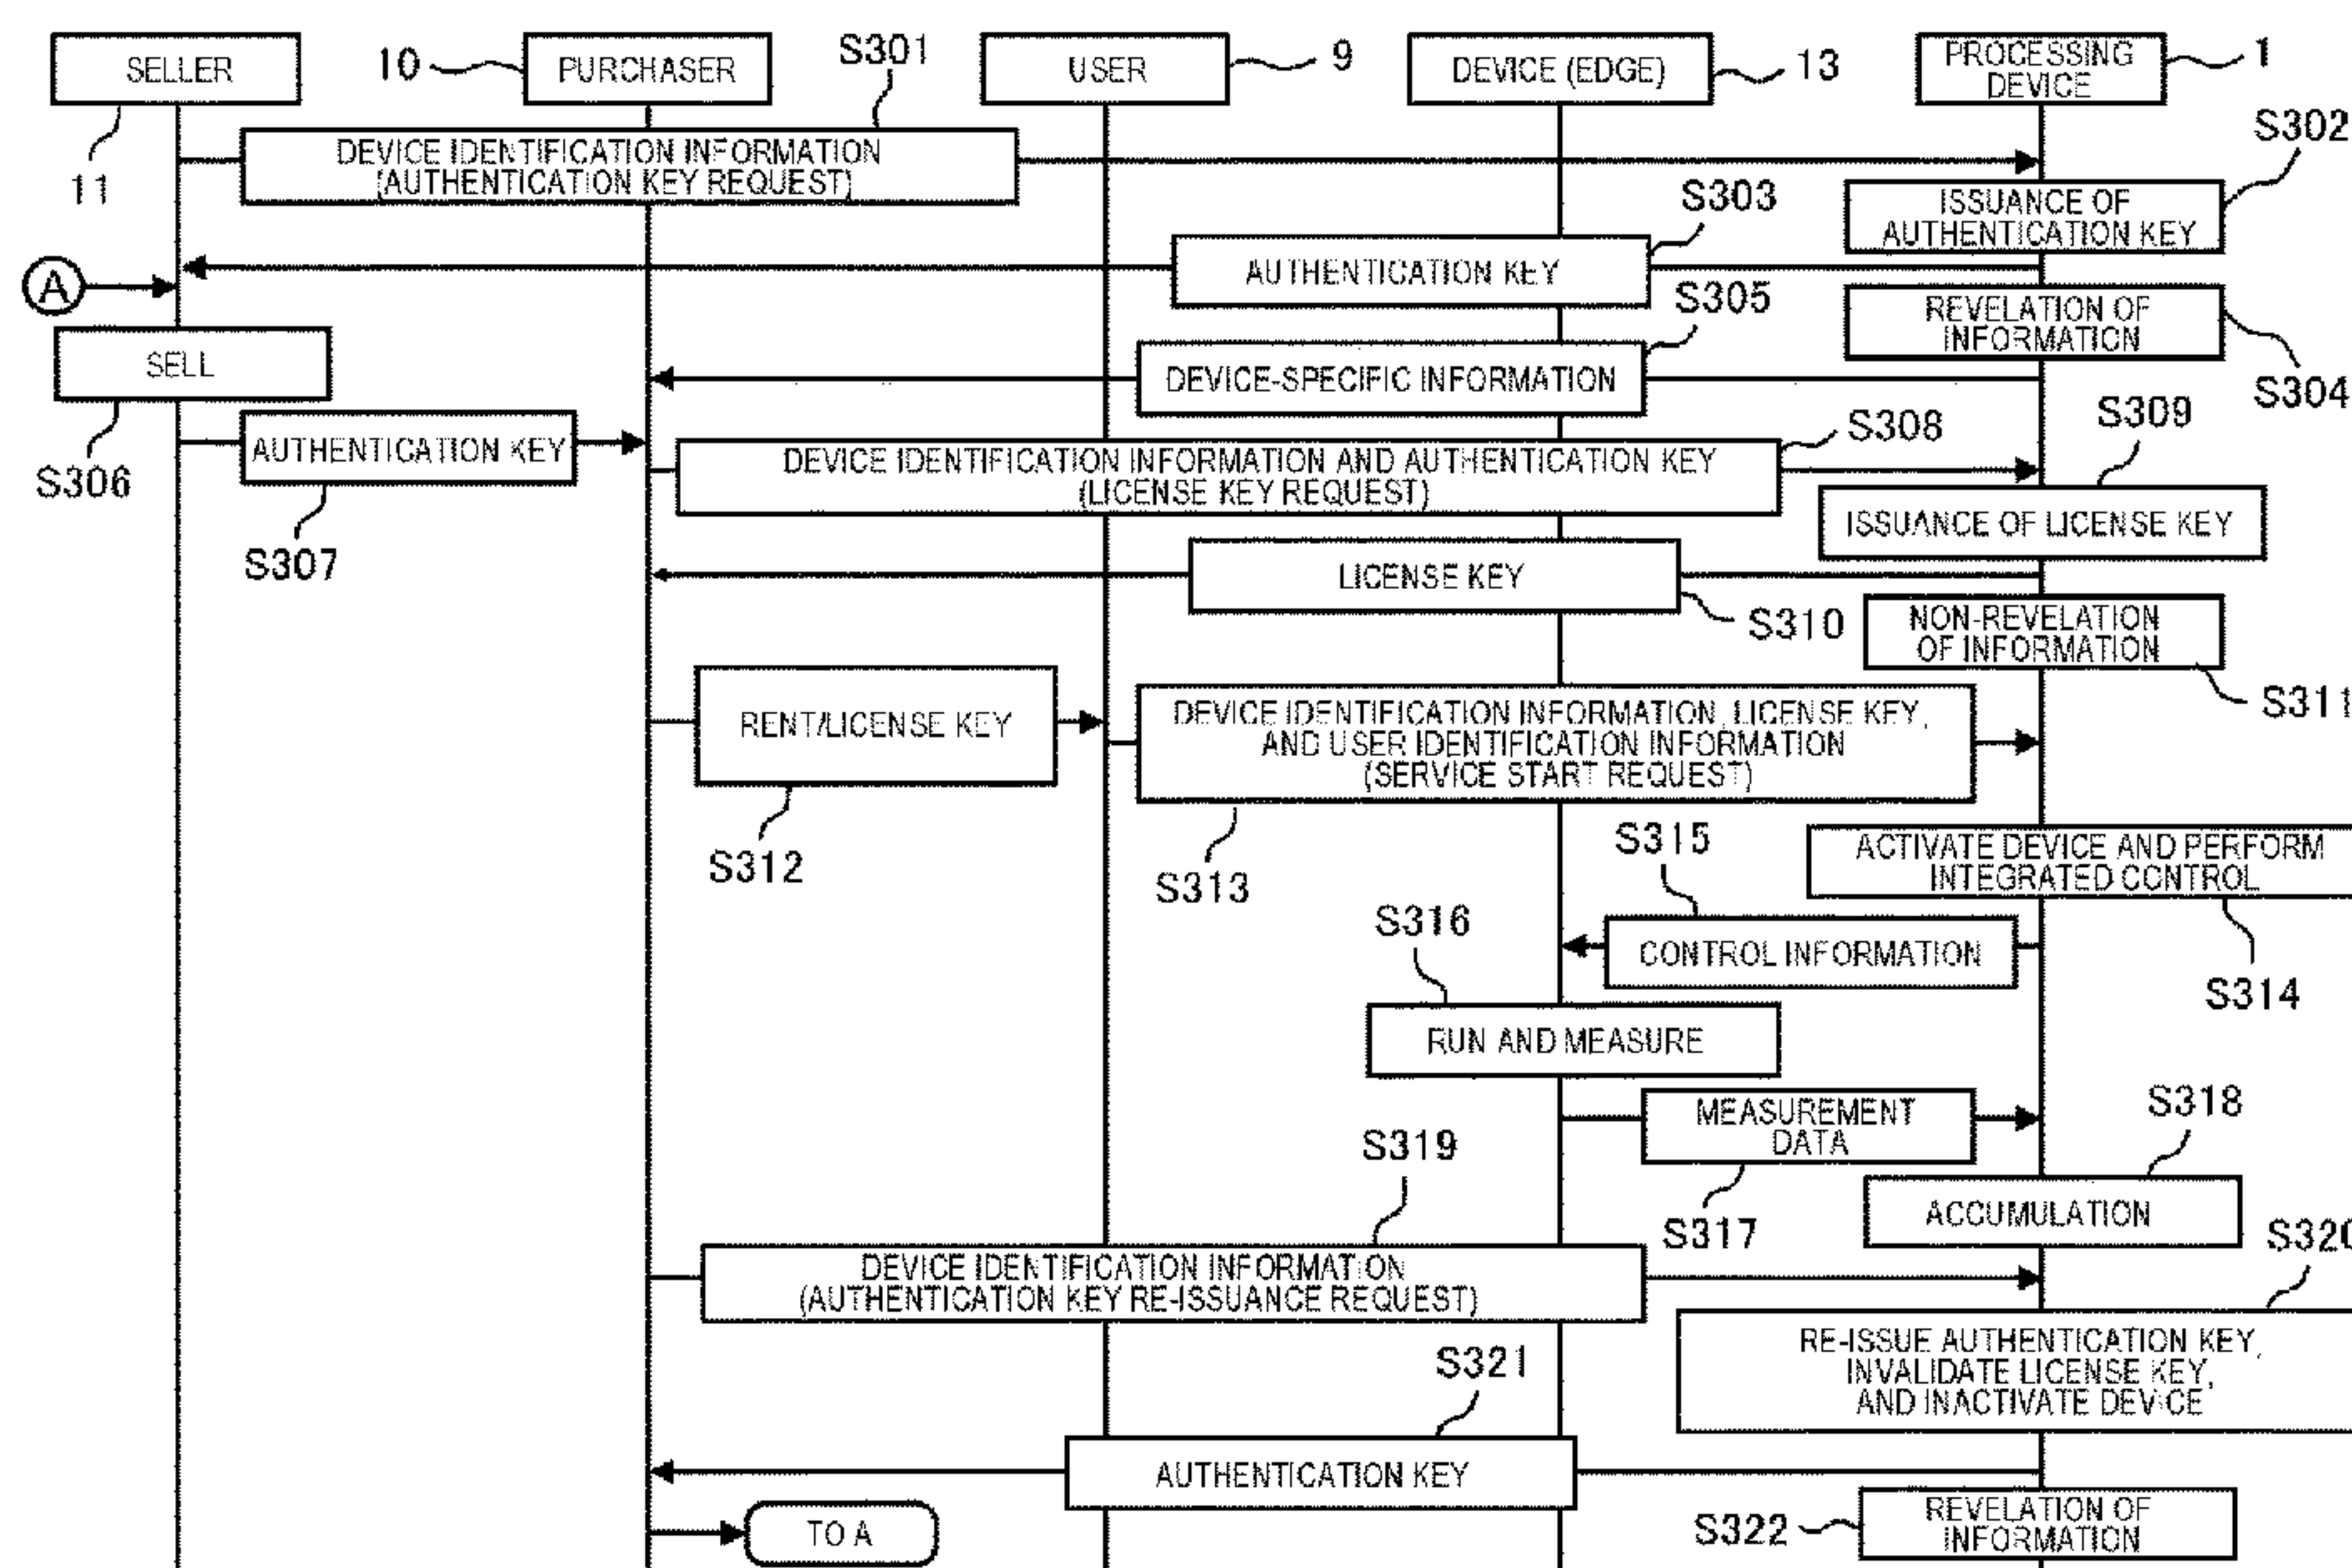 SELLER
10
PURCHASER
S301
USER
9
DEVICE (EDGE)
13
PROCESSING
DEVICE
1
11
DEVICE IDENTIFICATION INFORMATION
(AUTHENTICATION KEY REQUEST)
S302
ISSUANCE OF
AUTHENTICATION KEY
S303
AUTHENTICATION KEY
A
S305
REVELATION OF
INFORMATION
S304
SELL
DEVICE-SPECIFIC INFORMATION
S306
AUTHENTICATION KEY
S307
S308
DEVICE IDENTIFICATION INFORMATION AND AUTHENTICATION KEY
(LICENSE KEY REQUEST)
S309
ISSUANCE OF LICENSE KEY
LICENSE KEY
S310
NON-REVELATION
OF INFORMATION
S311
RENT/LICENSE KEY
S312
DEVICE IDENTIFICATION INFORMATION, LICENSE KEY,
AND USER IDENTIFICATION INFORMATION
(SERVICE START REQUEST)
S313
ACTIVATE DEVICE AND PERFORM
INTEGRATED CONTROL
S314
S315
CONTROL INFORMATION
S316
RUN AND MEASURE
MEASUREMENT
DATA
S317
S318
ACCUMULATION
S319
DEVICE IDENTIFICATION INFORMATION
(AUTHENTICATION KEY RE-ISSUANCE REQUEST)
S320
RE-ISSUE AUTHENTICATION KEY,
INVALIDATE LICENSE KEY,
AND INACTIVATE DEVICE
S321
AUTHENTICATION KEY
TO A
S322
REVELATION OF
INFORMATION